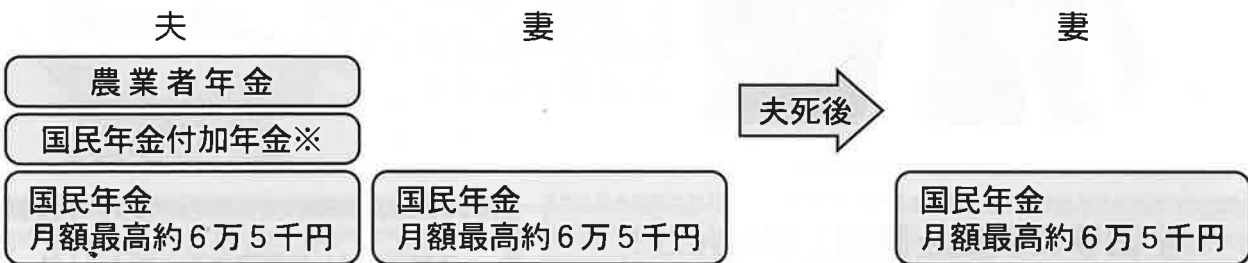 夫
農業者年金
国民年金付加年金※
国民年金
月額最高約６万５千円
妻
国民年金
月額最高約６万５千円
夫死後
妻
国民年金
月額最高約６万５千円